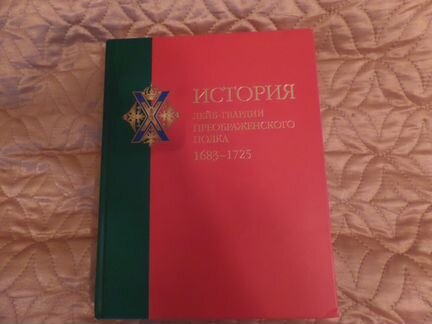 ИСТОРИЯ
ЛЕЙБ-ГВАРДИИ
ПРЕОБРАЖЕНСКОГО
ПОЛКА
1683–1725